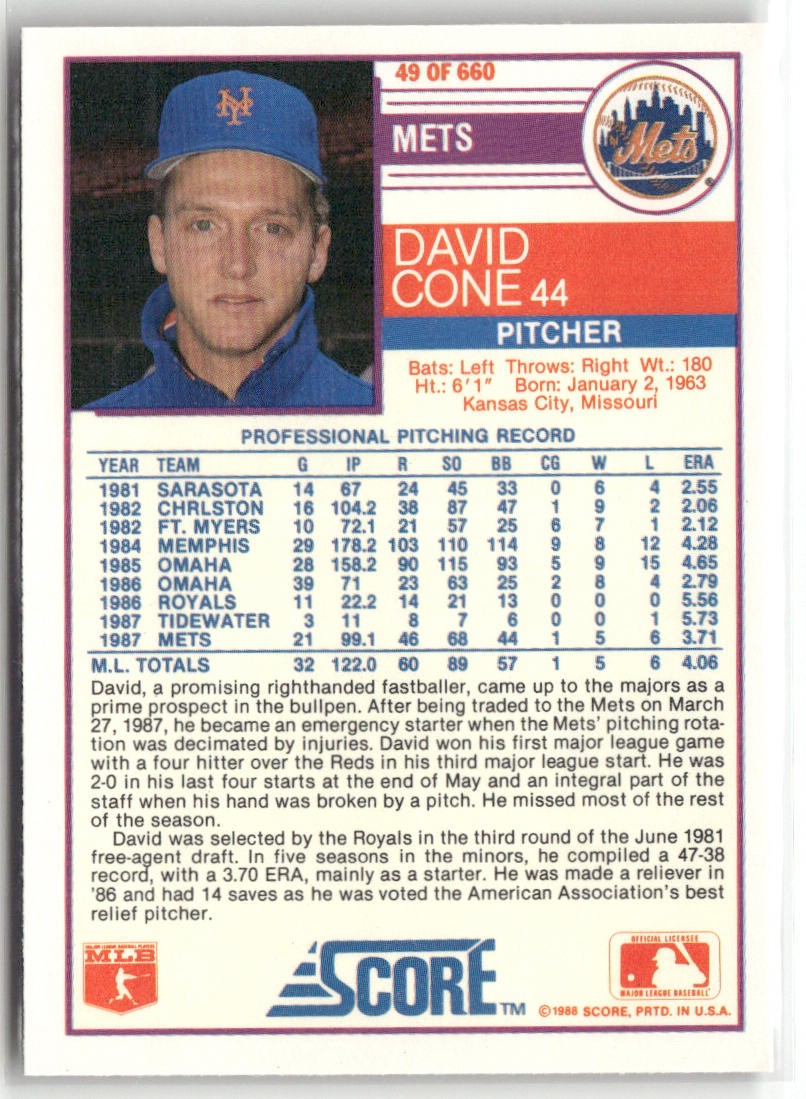 49 OF 660
METS
Mets
NY
DAVID
CONE 44
PITCHER
Bats: Left Throws: Right Wt.: 180
Ht.: 6'1" Born: January 2, 1963
Kansas City, Missouri
PROFESSIONAL PITCHING RECORD
YEAR TEAM G IP R SO BB CG W L ERA
1981 SARASOTA 14 67 24 45 33 0 6 4 2.55
1982 CHRLSTON 16 104.2 38 87 47 1 9 2 2.06
1982 FT. MYERS 10 72.1 21 57 25 6 7 1 2.12
1984 MEMPHIS 29 178.2 103 110 114 9 8 12 4.28
1985 OMAHA 28 158.2 90 115 93 5 9 15 4.65
1986 OMAHA 39 71 23 63 25 2 8 4 2.79
1986 ROYALS 11 22.2 14 21 13 0 0 0 5.56
1987 TIDEWATER 3 11 8 7 6 0 0 1 5.73
1987 METS 21 99.1 46 68 44 1 5 6 3.71
M.L. TOTALS 32 122.0 60 89 57 1 5 6 4.06
David, a promising righthanded fastballer, came up to the majors as a
prime prospect in the bullpen. After being traded to the Mets on March
27, 1987, he became an emergency starter when the Mets' pitching rota-
tion was decimated by injuries. David won his first major league game
with a four hitter over the Reds in his third major league start. He was
2-0 in his last four starts at the end of May and an integral part of the
staff when his hand was broken by a pitch. He missed most of the rest
of the season.
David was selected by the Royals in the third round of the June 1981
free-agent draft. In five seasons in the minors, he compiled a 47-38
record, with a 3.70 ERA, mainly as a starter. He was made a reliever in
'86 and had 14 saves as he was voted the American Association's best
relief pitcher.
MAJOR LEAGUE BASEBALL PLAYERS
MLB
SCORE TM
OFFICIAL LICENSEE
MAJOR LEAGUE BASEBALL
©1988 SCORE, PRTD. IN U.S.A.